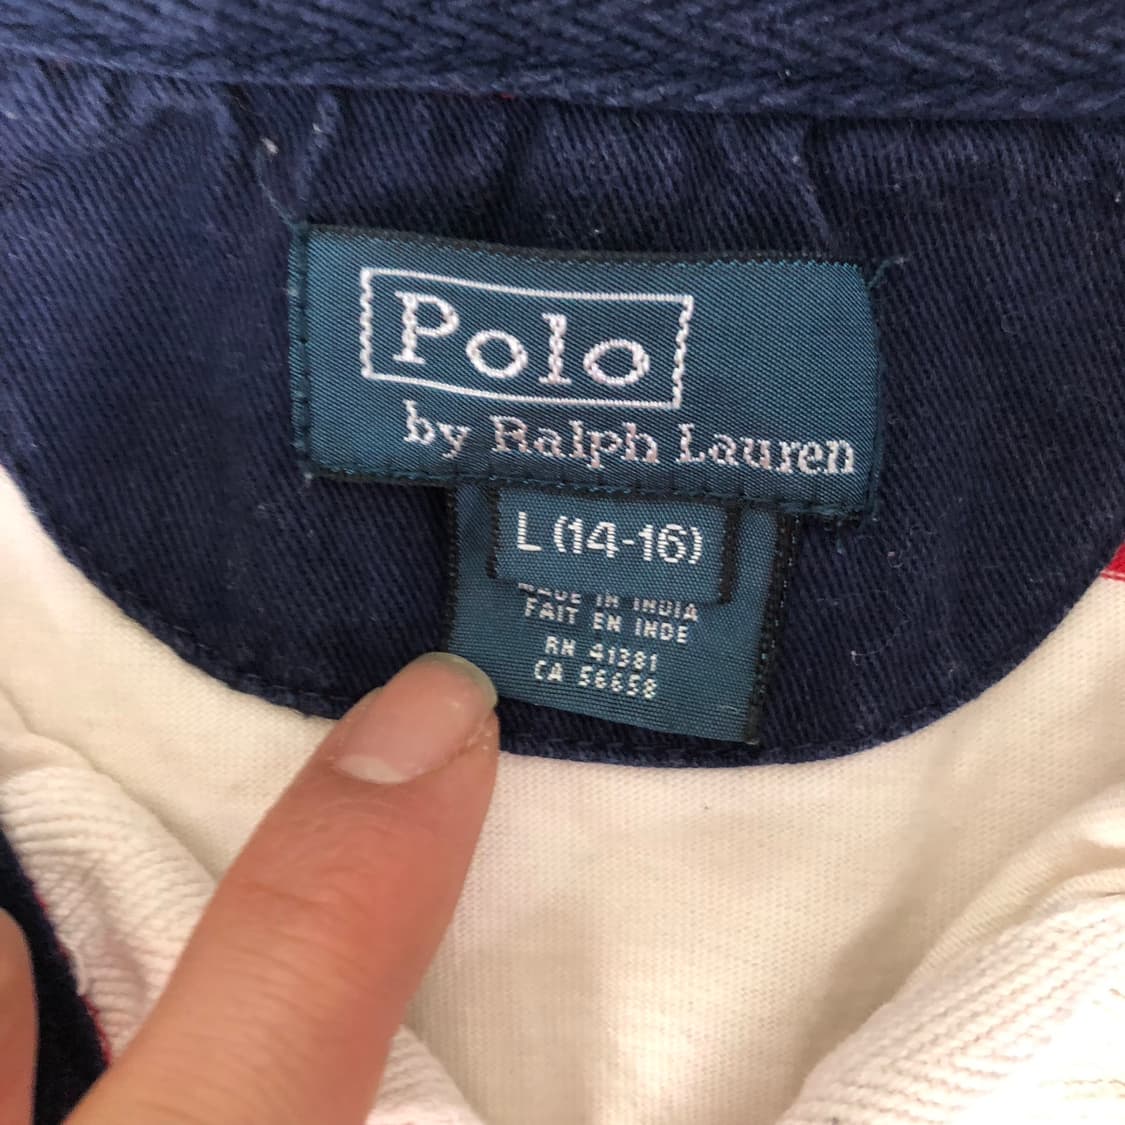 Polo
by Ralph Lauren
L (14-16)
MADE IN INDIA
FAIT EN INDE
RN 41381
CA 56658